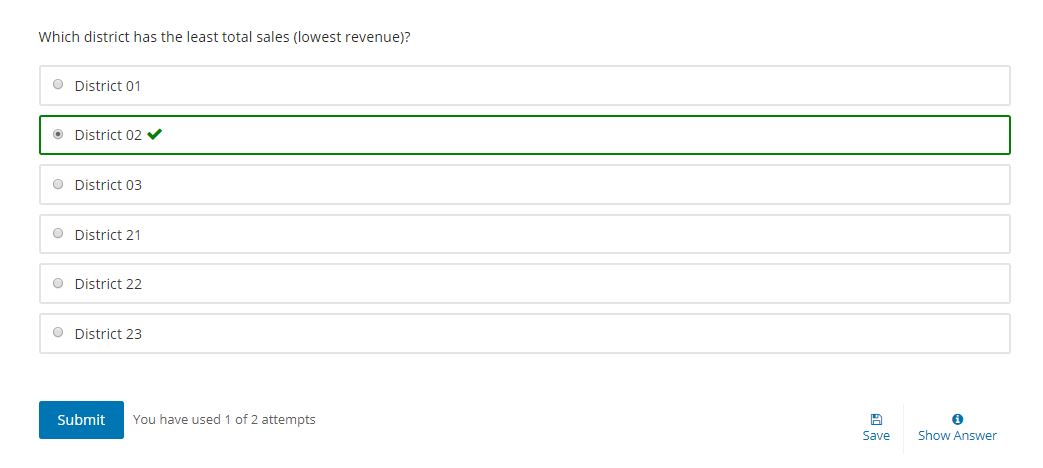 Which district has the least total sales (lowest revenue)?
District 01
District 02
District 03
District 21
District 22
District 23
Submit
You have used 1 of 2 attempts
Save
Show Answer